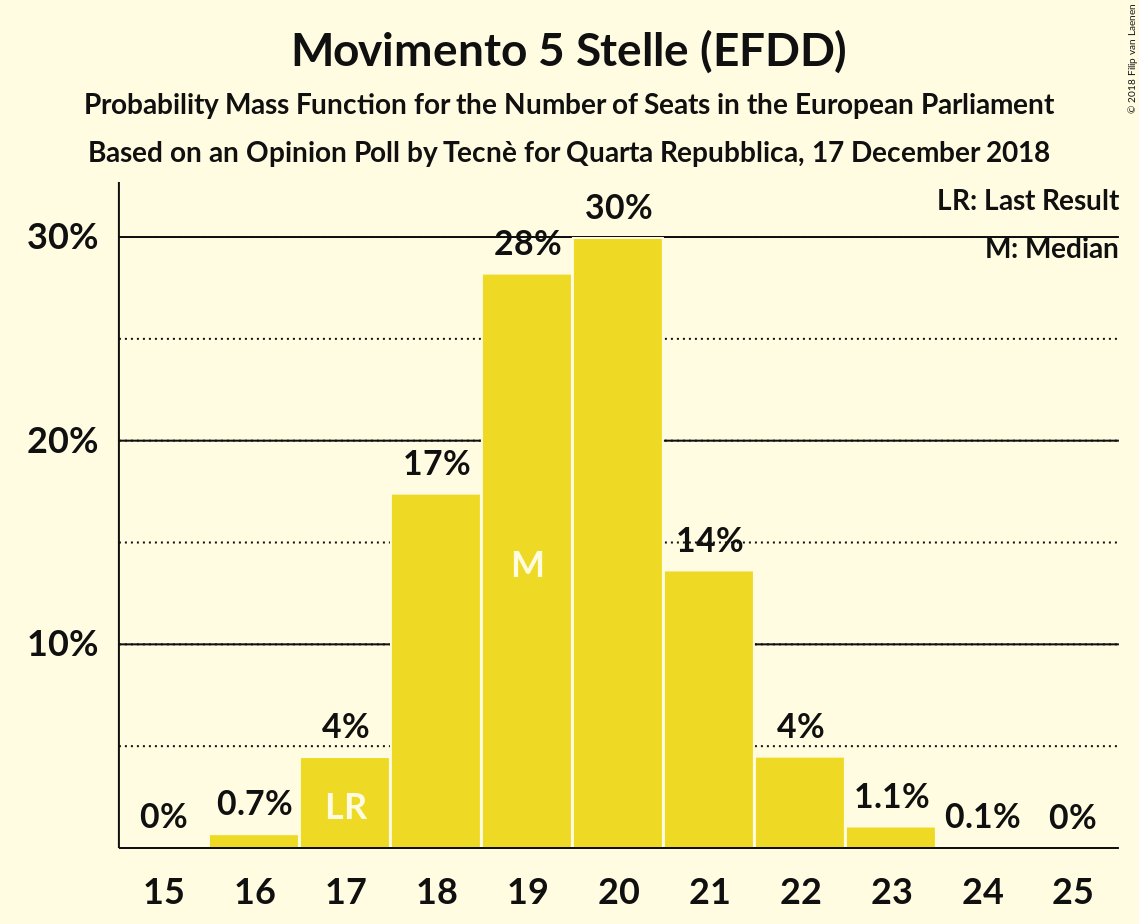 Movimento 5 Stelle (EFDD)
Probability Mass Function for the Number of Seats in the European Parliament
Based on an Opinion Poll by Tecnè for Quarta Repubblica, 17 December 2018
© 2018 Filip van Laenen
LR: Last Result
M: Median
30%
20%
10%
0%
0.7%
4%
17%
28%
30%
14%
4%
1.1%
0.1%
0%
LR
M
15 16 17 18 19 20 21 22 23 24 25